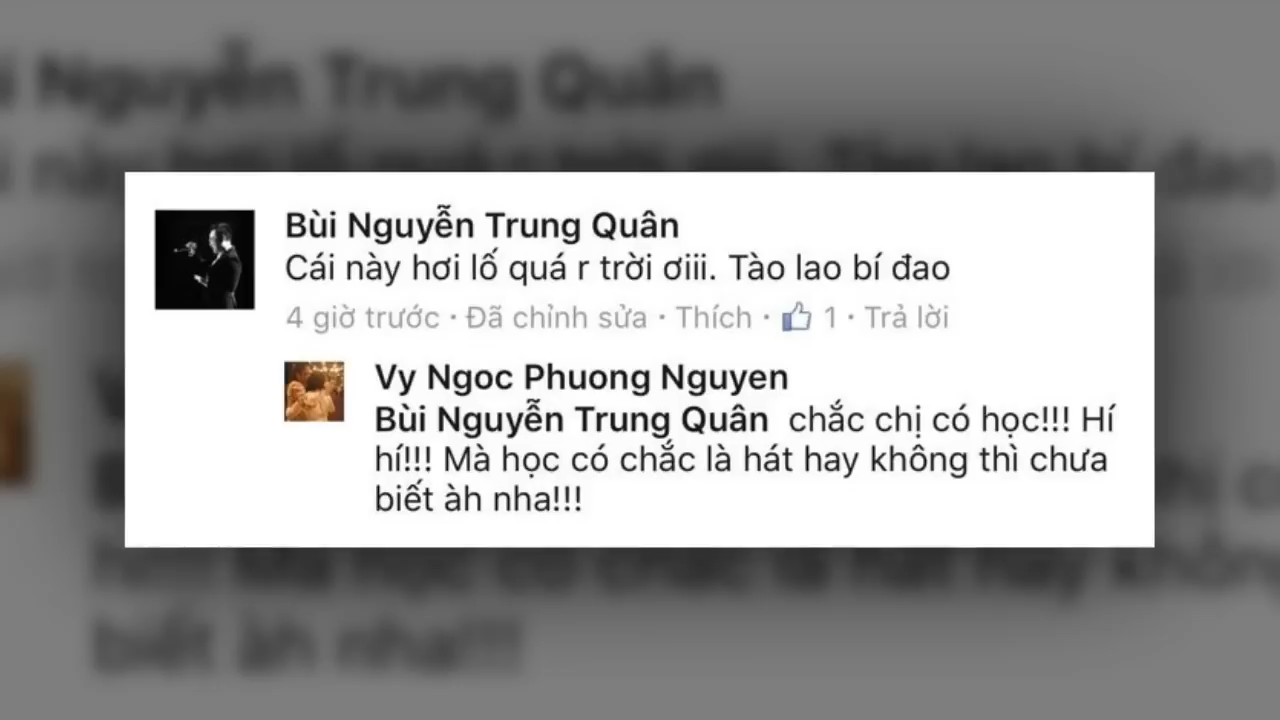 Bùi Nguyễn Trung Quân
Cái này hơi lố quá r trời ơiii. Tào lao bí đao
4 giờ trước · Đã chỉnh sửa · Thích · 1 · Trả lời
Vy Ngoc Phuong Nguyen
Bùi Nguyễn Trung Quân chắc chị có học!!! Hí
hí!!! Mà học có chắc là hát hay không thì chưa
biết àh nha!!!